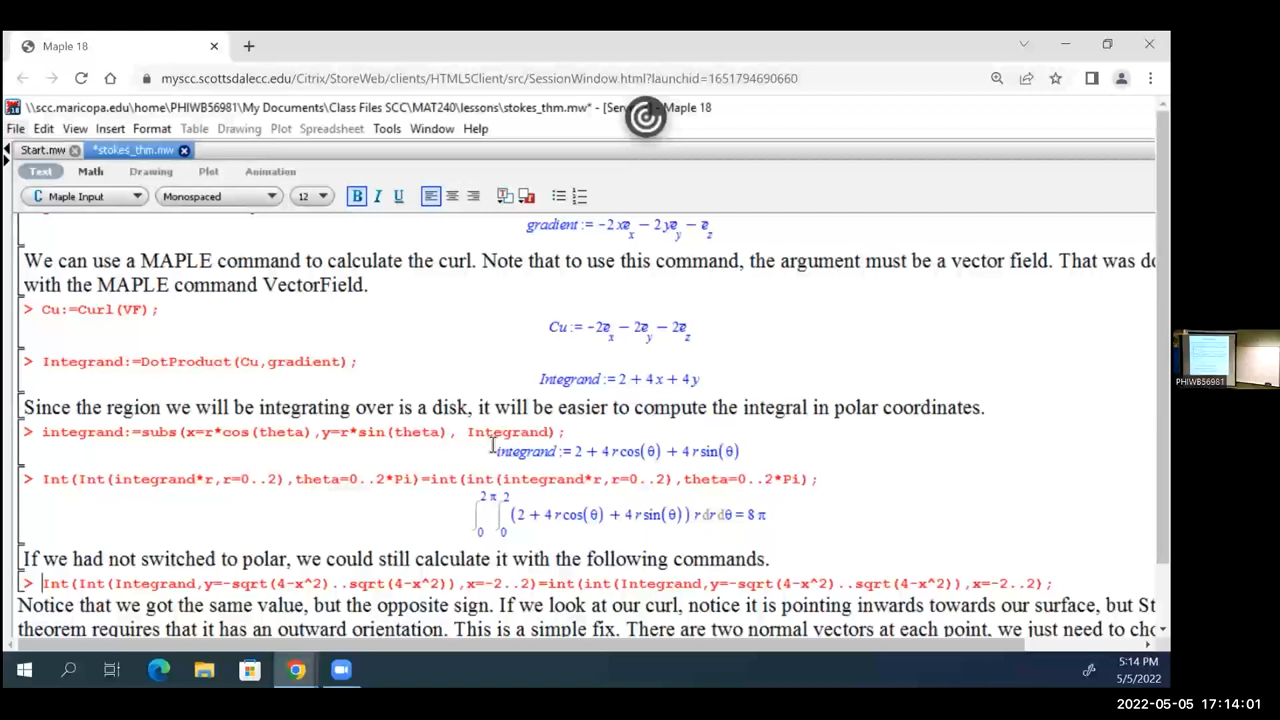 Maple 18
myscc.scottsdalecc.edu/Citrix/StoreWeb/clients/HTML5Client/src/SessionWindow.html?launchid=1651794690660
\\scc.maricopa.edu\home\PHIWB56981\My Documents\Class Files SCC\MAT240\lessons\stokes_thm.mw* - [Serv Maple 18
File Edit View Insert Format Table Drawing Plot Spreadsheet Tools Window Help
Start.mw *stokes_thm.mw
Text Math Drawing Plot Animation
C Maple Input Monospaced 12 B I U
gradient := -2 xe̅x − 2 ye̅y − e̅z
We can use a MAPLE command to calculate the curl. Note that to use this command, the argument must be a vector field. That was do
with the MAPLE command VectorField.
> Cu:=Curl(VF);
Cu := -2e̅x − 2e̅y − 2e̅z
> Integrand:=DotProduct(Cu,gradient);
Integrand := 2 + 4 x + 4 y
Since the region we will be integrating over is a disk, it will be easier to compute the integral in polar coordinates.
> integrand:=subs(x=r*cos(theta),y=r*sin(theta), Integrand);
integrand := 2 + 4 r cos(θ) + 4 r sin(θ)
> Int(Int(integrand*r,r=0..2),theta=0..2*Pi)=int(int(integrand*r,r=0..2),theta=0..2*Pi);
∫₀^2π ∫₀^2 (2 + 4 r cos(θ) + 4 r sin(θ)) r dr dθ = 8 π
If we had not switched to polar, we could still calculate it with the following commands.
> Int(Int(Integrand,y=-sqrt(4-x^2)..sqrt(4-x^2)),x=-2..2)=int(int(Integrand,y=-sqrt(4-x^2)..sqrt(4-x^2)),x=-2..2);
Notice that we got the same value, but the opposite sign. If we look at our curl, notice it is pointing inwards towards our surface, but St
theorem requires that it has an outward orientation. This is a simple fix. There are two normal vectors at each point, we just need to cho
PHIWB56981
5:14 PM
5/5/2022
2022-05-05 17:14:01